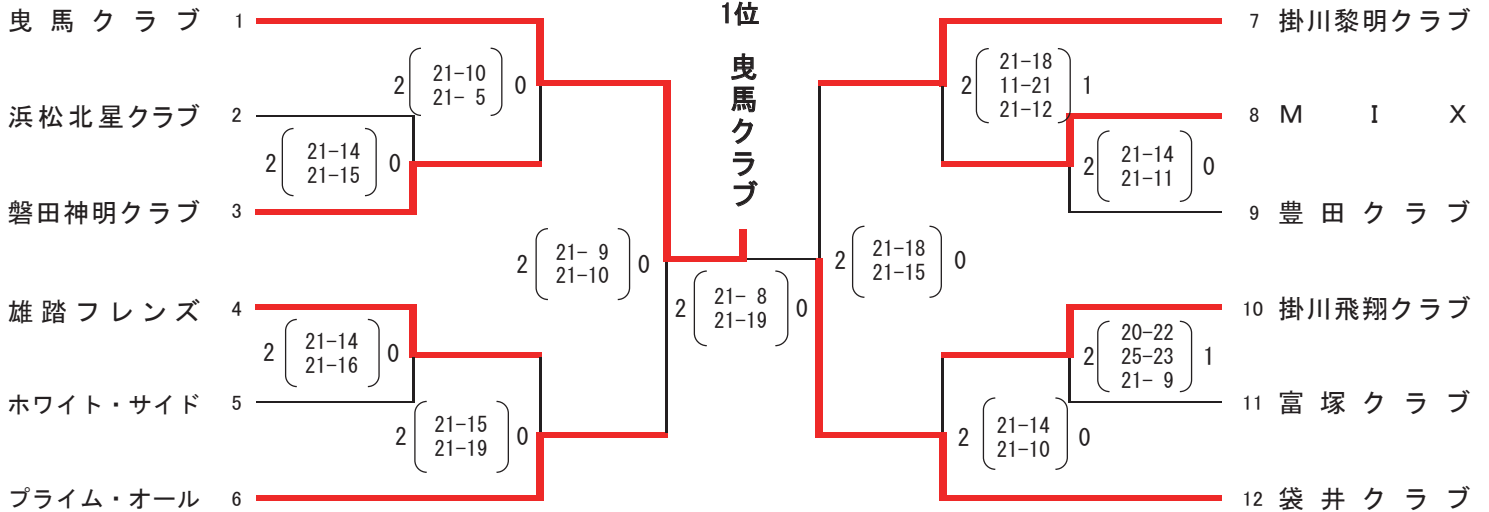 1位 曳馬クラブ
曳馬クラブ 1
2 21-10 0
21- 5
浜松北星クラブ 2
2 21-14 0
21-15
磐田神明クラブ 3
2 21- 9 0
21-10
雄踏フレンズ 4
2 21-14 0
21-16
ホワイト・サイド 5
2 21-15 0
21-19
プライム・オール 6
2 21- 8 0
21-19
7 掛川黎明クラブ
2 21-18 1
11-21
21-12
8 MIX
2 21-14 0
21-11
9 豊田クラブ
2 21-18 0
21-15
10 掛川飛翔クラブ
2 20-22 1
25-23
21- 9
11 富塚クラブ
2 21-14 0
21-10
12 袋井クラブ